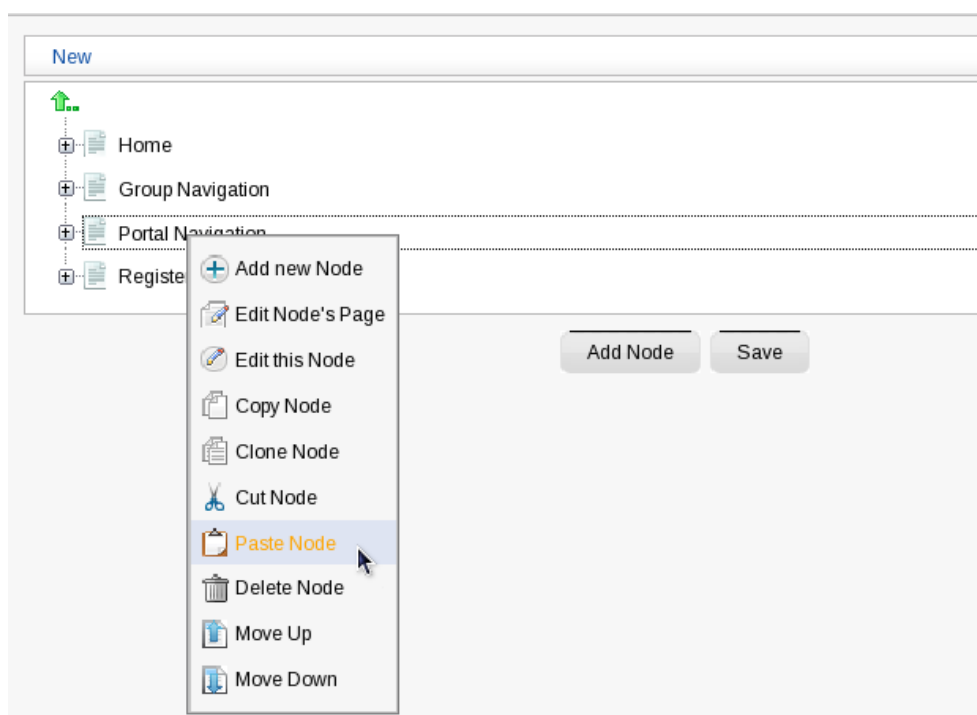 New
Home
Group Navigation
Portal Navigation
Registe
Add new Node
Edit Node's Page
Edit this Node
Copy Node
Clone Node
Cut Node
Paste Node
Delete Node
Move Up
Move Down
Add Node
Save